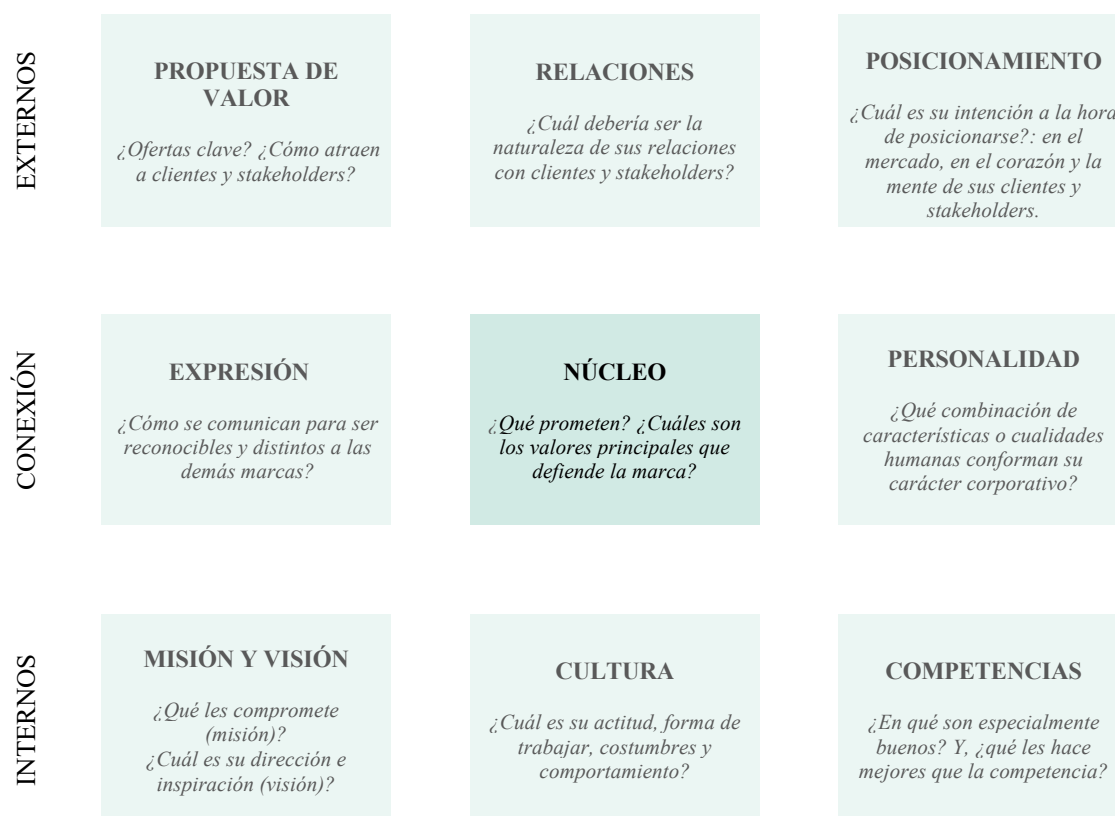 EXTERNOS
PROPUESTA DE
VALOR
¿Ofertas clave? ¿Cómo atraen
a clientes y stakeholders?
RELACIONES
¿Cuál debería ser la
naturaleza de sus relaciones
con clientes y stakeholders?
POSICIONAMIENTO
¿Cuál es su intención a la hora
de posicionarse?: en el
mercado, en el corazón y la
mente de sus clientes y
stakeholders.
CONEXIÓN
EXPRESIÓN
¿Cómo se comunican para ser
reconocibles y distintos a las
demás marcas?
NÚCLEO
¿Qué prometen? ¿Cuáles son
los valores principales que
defiende la marca?
PERSONALIDAD
¿Qué combinación de
características o cualidades
humanas conforman su
carácter corporativo?
INTERNOS
MISIÓN Y VISIÓN
¿Qué les compromete
(misión)?
¿Cuál es su dirección e
inspiración (visión)?
CULTURA
¿Cuál es su actitud, forma de
trabajar, costumbres y
comportamiento?
COMPETENCIAS
¿En qué son especialmente
buenos? Y, ¿qué les hace
mejores que la competencia?